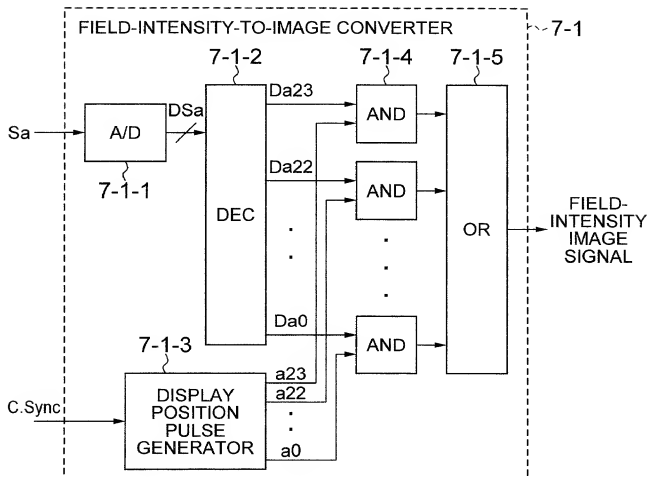 FIELD-INTENSITY-TO-IMAGE CONVERTER
7-1
7-1-2
7-1-4
7-1-5
Da23
DSa
Sa
A/D
AND
7-1-1
Da22
AND
DEC
OR
FIELD-
INTENSITY
IMAGE
SIGNAL
Da0
AND
7-1-3
a23
a22
a0
C.Sync
DISPLAY
POSITION
PULSE
GENERATOR